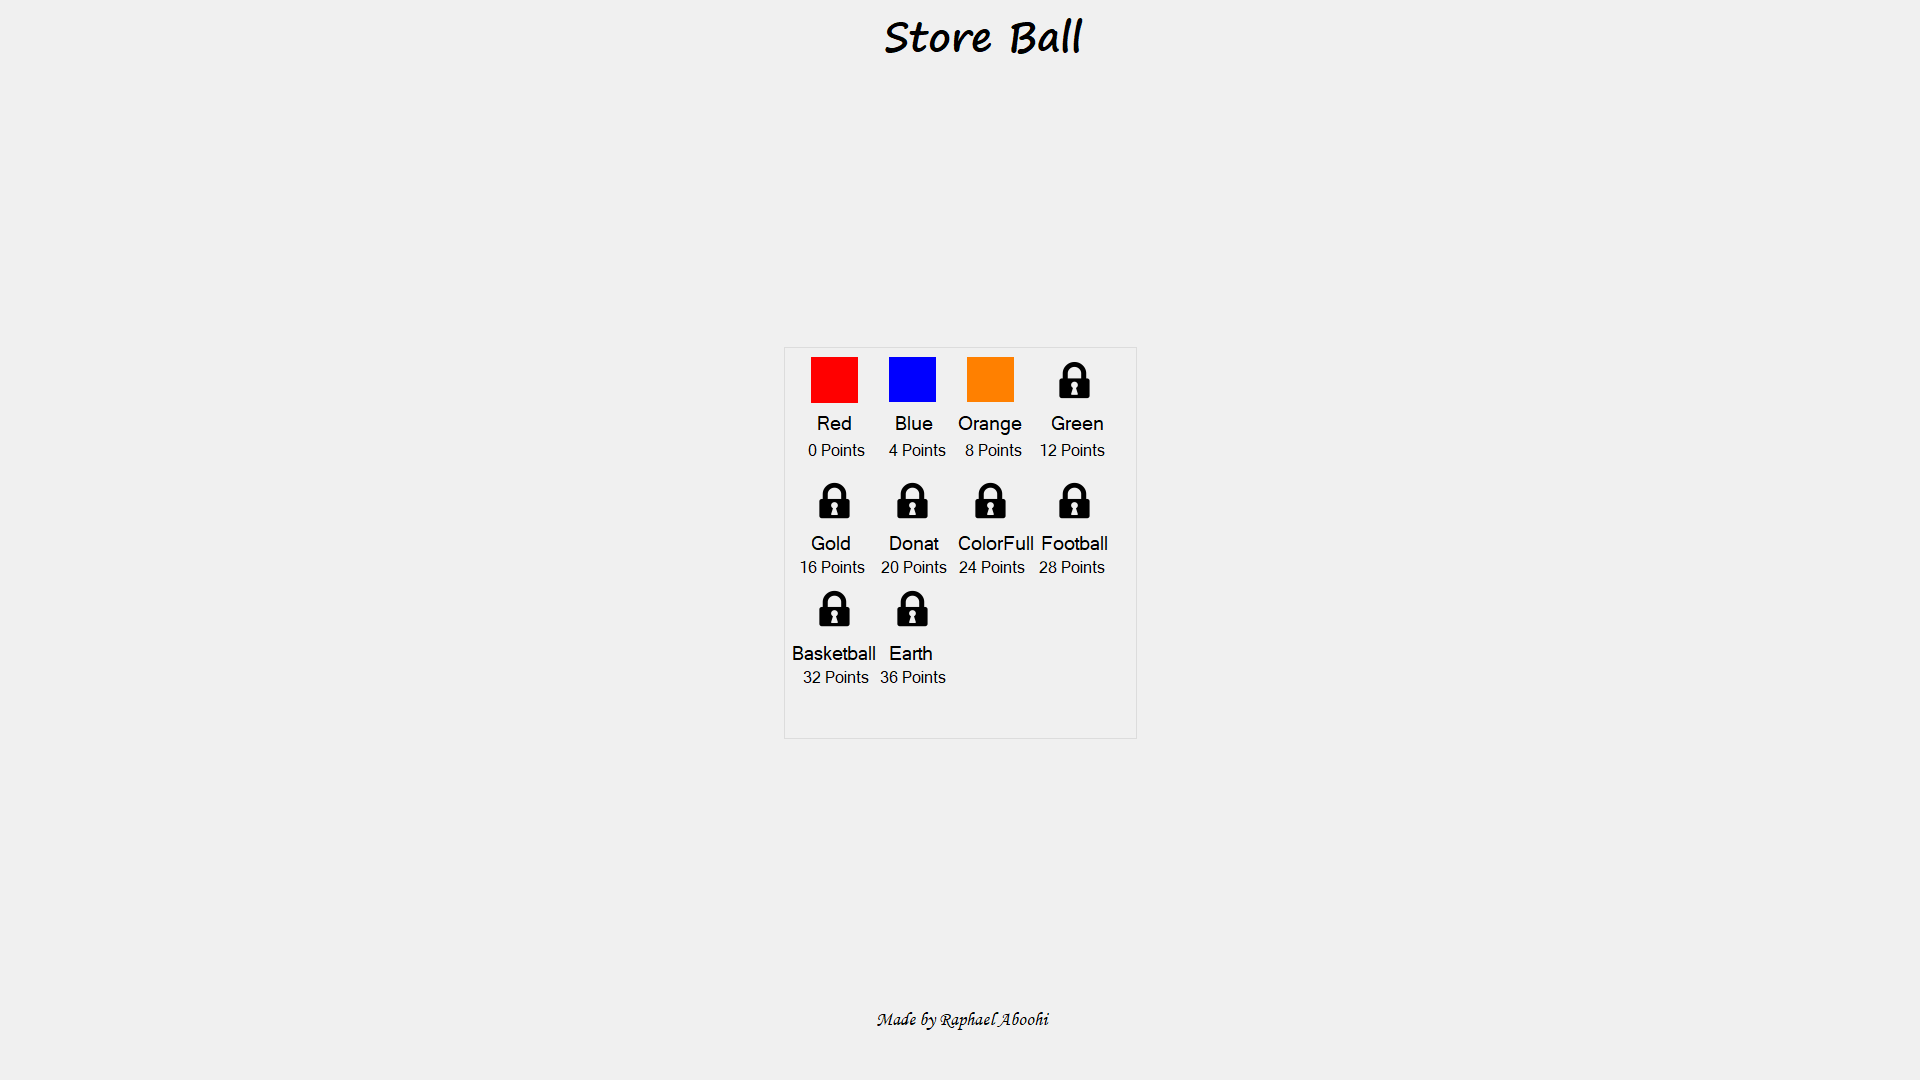 Store Ball
Red Blue Orange Green
0 Points 4 Points 8 Points 12 Points
Gold Donat ColorFull Football
16 Points 20 Points 24 Points 28 Points
Basketball Earth
32 Points 36 Points
Made by Raphael Aboohi